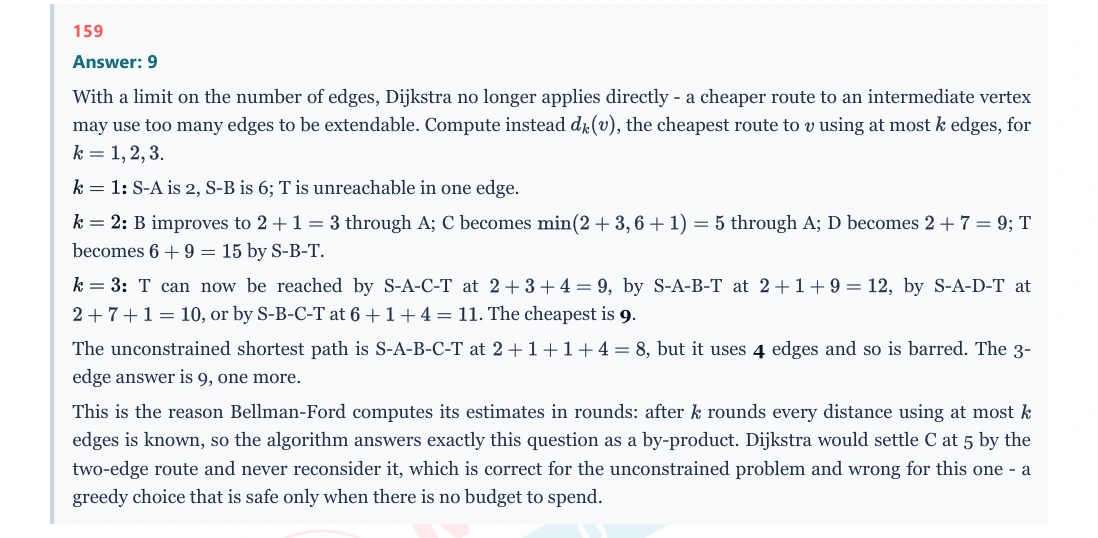 159
Answer: 9
With a limit on the number of edges, Dijkstra no longer applies directly - a cheaper route to an intermediate vertex
may use too many edges to be extendable. Compute instead dₖ(v), the cheapest route to v using at most k edges, for
k = 1, 2, 3.
k = 1: S-A is 2, S-B is 6; T is unreachable in one edge.
k = 2: B improves to 2 + 1 = 3 through A; C becomes min(2 + 3, 6 + 1) = 5 through A; D becomes 2 + 7 = 9; T
becomes 6 + 9 = 15 by S-B-T.
k = 3: T can now be reached by S-A-C-T at 2 + 3 + 4 = 9, by S-A-B-T at 2 + 1 + 9 = 12, by S-A-D-T at
2 + 7 + 1 = 10, or by S-B-C-T at 6 + 1 + 4 = 11. The cheapest is 9.
The unconstrained shortest path is S-A-B-C-T at 2 + 1 + 1 + 4 = 8, but it uses 4 edges and so is barred. The 3-
edge answer is 9, one more.
This is the reason Bellman-Ford computes its estimates in rounds: after k rounds every distance using at most k
edges is known, so the algorithm answers exactly this question as a by-product. Dijkstra would settle C at 5 by the
two-edge route and never reconsider it, which is correct for the unconstrained problem and wrong for this one - a
greedy choice that is safe only when there is no budget to spend.